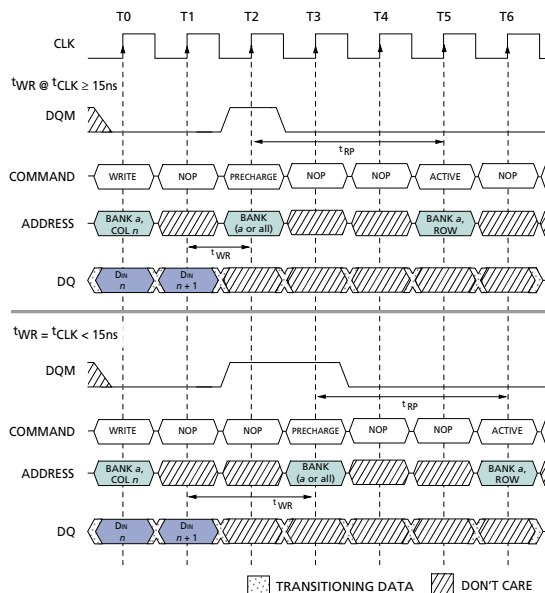 T0 T1 T2 T3 T4 T5 T6
CLK
tWR @ tCLK ≥ 15ns
DQM
tRP
COMMAND WRITE NOP PRECHARGE NOP NOP ACTIVE NOP
ADDRESS BANK a, COL n BANK (a or all) BANK a, ROW
tWR
DQ DIN n DIN n + 1
tWR = tCLK < 15ns
DQM
tRP
COMMAND WRITE NOP NOP PRECHARGE NOP NOP ACTIVE
ADDRESS BANK a, COL n BANK (a or all) BANK a, ROW
tWR
DQ DIN n DIN n + 1
TRANSITIONING DATA DON'T CARE